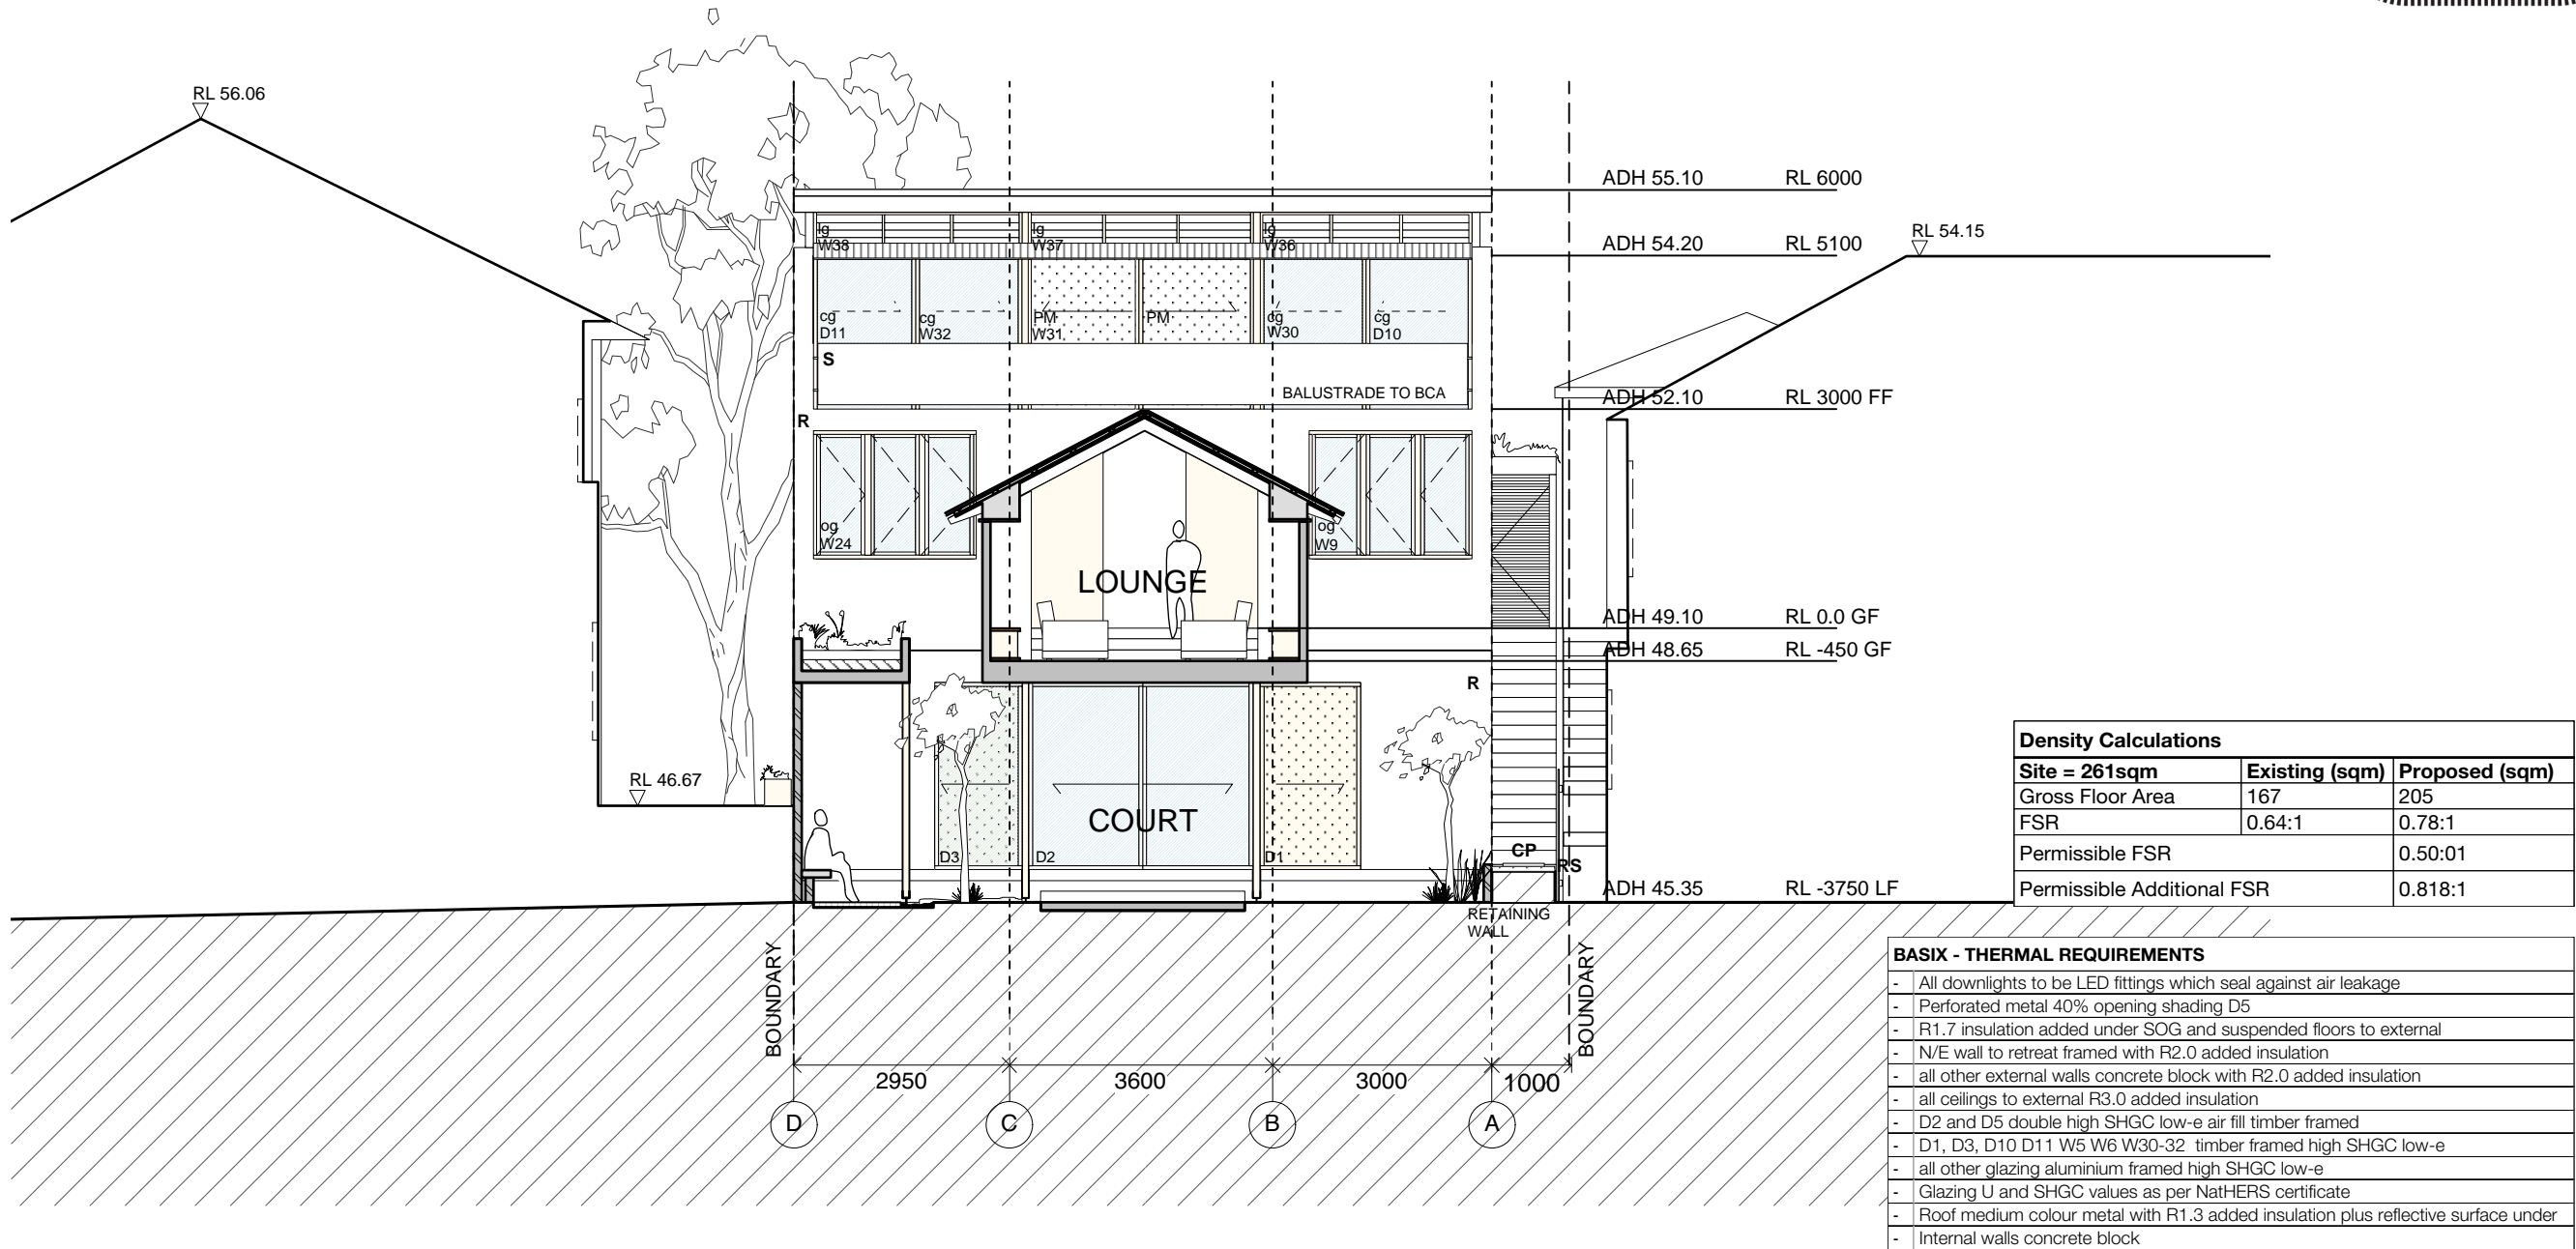 RL 56.06
ADH 55.10 RL 6000
lg
W38
lg
W37
lg
W36
ADH 54.20 RL 5100
RL 54.15
cg
D11
cg
W32
PM
W31
PM
cg
W30
cg
D10
S
BALUSTRADE TO BCA
ADH 52.10 RL 3000 FF
R
og
W24
og
W9
LOUNGE
ADH 49.10 RL 0.0 GF
ADH 48.65 RL -450 GF
R
RL 46.67
COURT
D3
D2
D1
CP
RS
ADH 45.35 RL -3750 LF
RETAINING
WALL
BOUNDARY
BOUNDARY
2950
3600
3000
1000
D
C
B
A
Density Calculations
Site = 261sqm Existing (sqm) Proposed (sqm)
Gross Floor Area 167 205
FSR 0.64:1 0.78:1
Permissible FSR 0.50:01
Permissible Additional FSR 0.818:1
BASIX - THERMAL REQUIREMENTS
- All downlights to be LED fittings which seal against air leakage
- Perforated metal 40% opening shading D5
- R1.7 insulation added under SOG and suspended floors to external
- N/E wall to retreat framed with R2.0 added insulation
- all other external walls concrete block with R2.0 added insulation
- all ceilings to external R3.0 added insulation
- D2 and D5 double high SHGC low-e air fill timber framed
- D1, D3, D10 D11 W5 W6 W30-32 timber framed high SHGC low-e
- all other glazing aluminium framed high SHGC low-e
- Glazing U and SHGC values as per NatHERS certificate
- Roof medium colour metal with R1.3 added insulation plus reflective surface under
- Internal walls concrete block